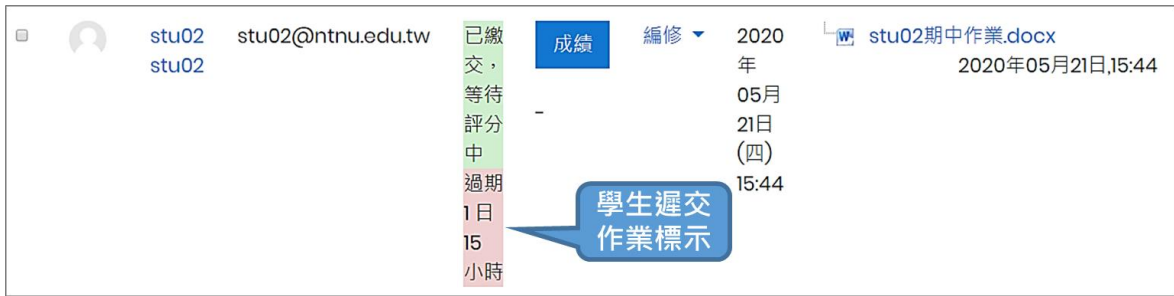 stu02
stu02
stu02@ntnu.edu.tw
已繳
交，
等待
評分
中
過期
1 日
15
小時
成績
-
編修
2020
年
05月
21日
(四)
15:44
stu02期中作業.docx
2020年05月21日,15:44
學生遲交
作業標示